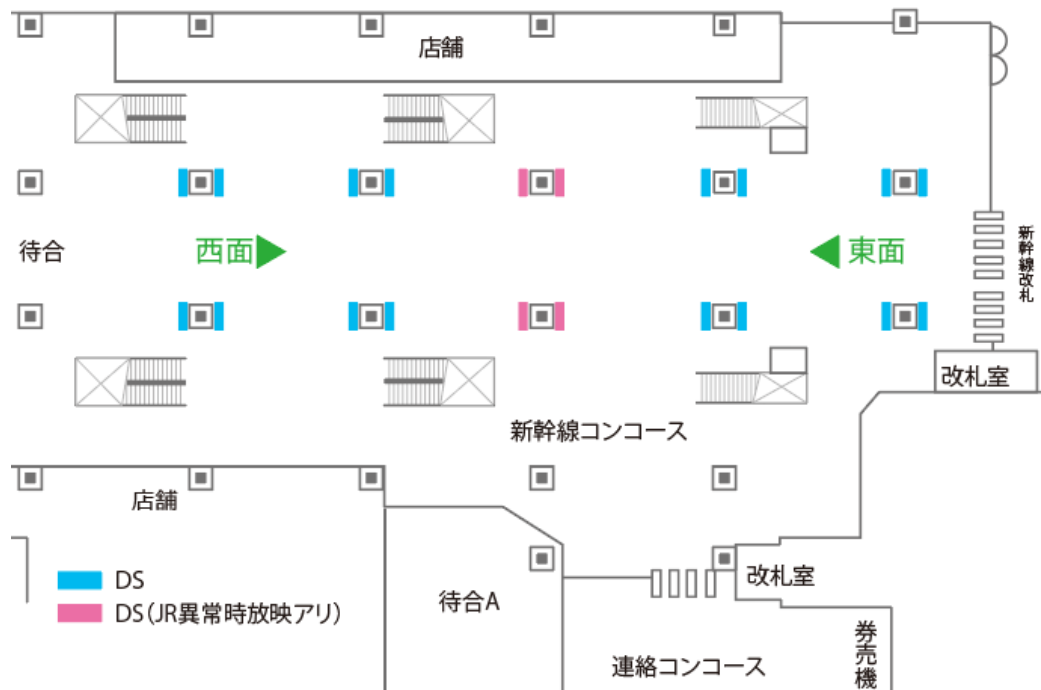 店舗
待合
西面
東面
新幹線改札
改札室
新幹線コンコース
店舗
DS
DS（JR異常時放映アリ）
待合A
改札室
券売機
連絡コンコース